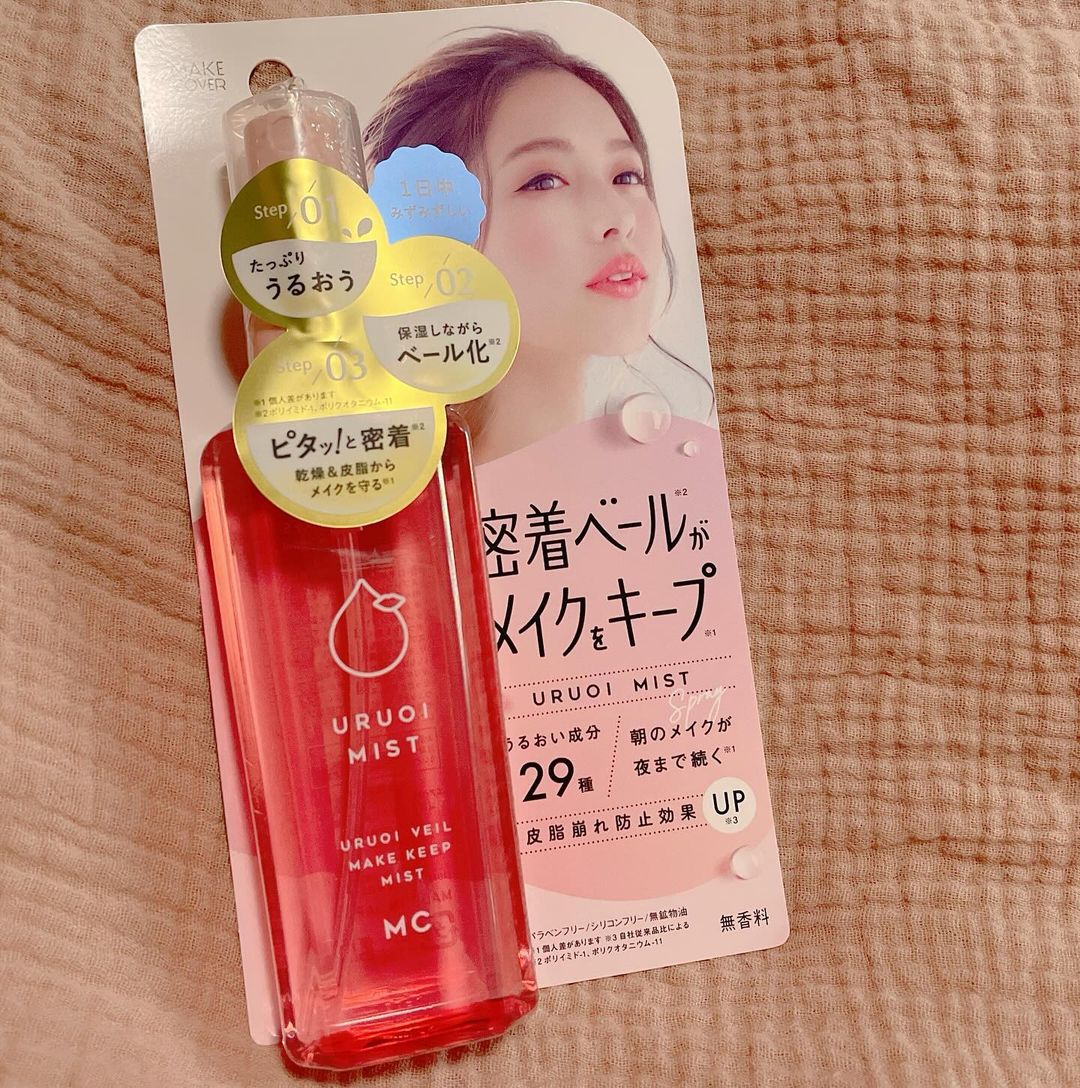 MAKE
COVER
Step/01
たっぷり
うるおう
1日中
みずみずしい
Step/02
保湿しながら
ベール化※2
Step/03
※1 個人差があります
※2 ポリイミド-1、ポリクオタニウム-11
ピタッ!と密着※2
乾燥&皮脂から
メイクを守る※1
密着ベール※2が
メイクをキープ※1
URUOI MIST
Spray
うるおい成分
29種
朝のメイクが
夜まで続く※1
皮脂崩れ防止効果
UP
※3
パラベンフリー/シリコンフリー/無鉱物油
※1個人差があります ※3自社従来品比による
※2 ポリイミド-1、ポリクオタニウム-11
無香料
URUOI
MIST
URUOI VEIL
MAKE KEEP
MIST
MC